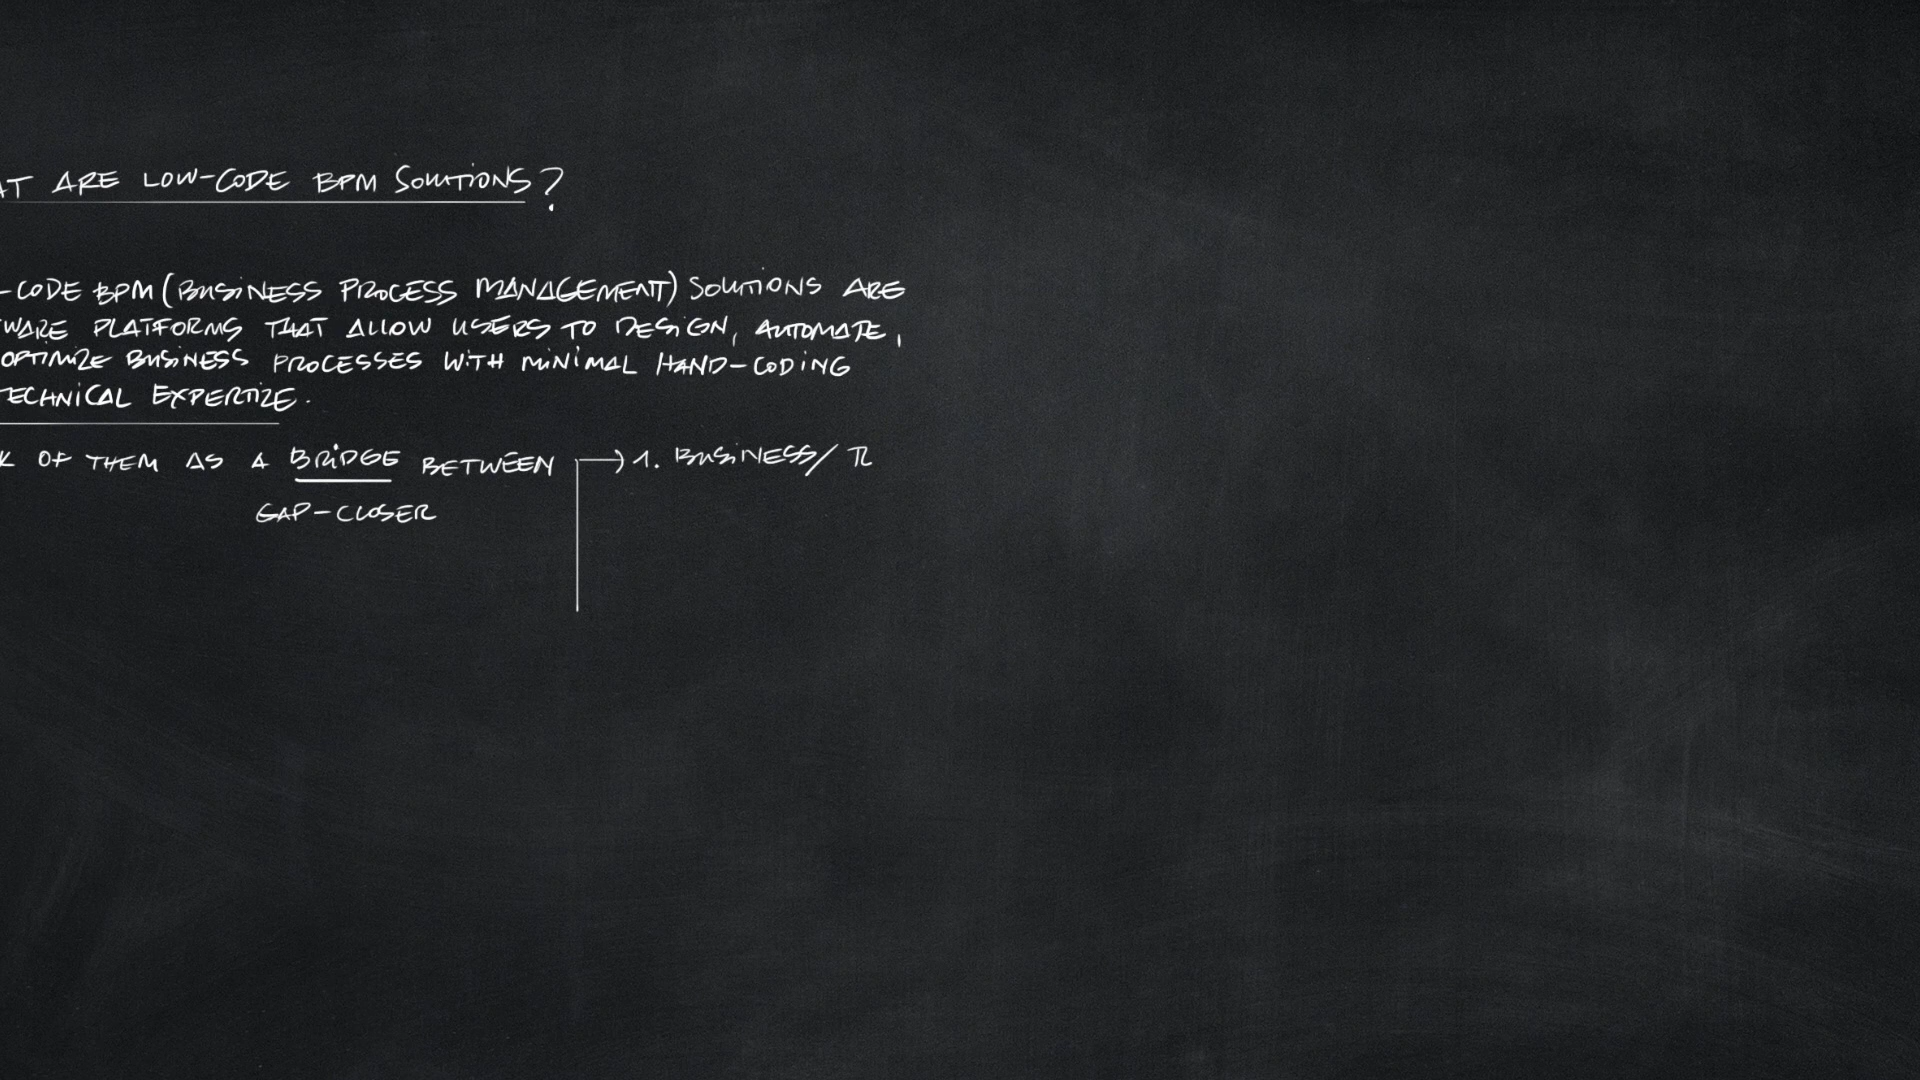 AT ARE LOW-CODE BPM SOLUTIONS?
-CODE BPM (BUSINESS PROCESS MANAGEMENT) SOLUTIONS ARE
WARE PLATFORMS THAT ALLOW USERS TO DESIGN, AUTOMATE,
OPTIMIZE BUSINESS PROCESSES WITH MINIMAL HAND-CODING
TECHNICAL EXPERTIZE.
K OF THEM AS A BRIDGE BETWEEN → 1. BUSINESS/
GAP-CLOSER